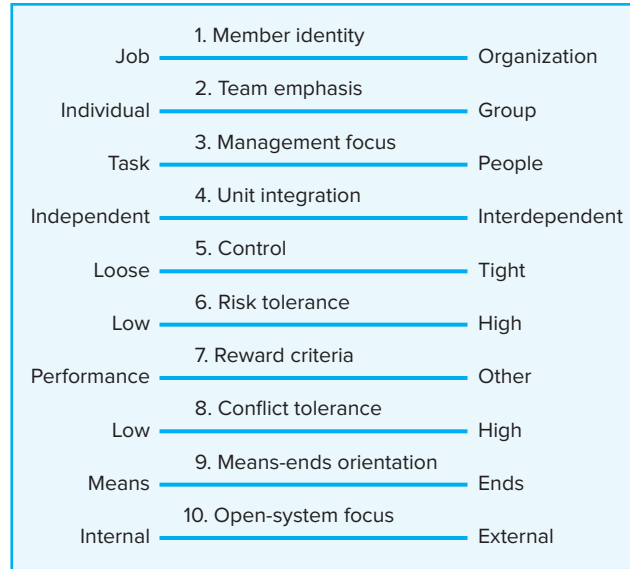 1. Member identity
Job Organization
2. Team emphasis
Individual Group
3. Management focus
Task People
4. Unit integration
Independent Interdependent
5. Control
Loose Tight
6. Risk tolerance
Low High
7. Reward criteria
Performance Other
8. Conflict tolerance
Low High
9. Means-ends orientation
Means Ends
10. Open-system focus
Internal External